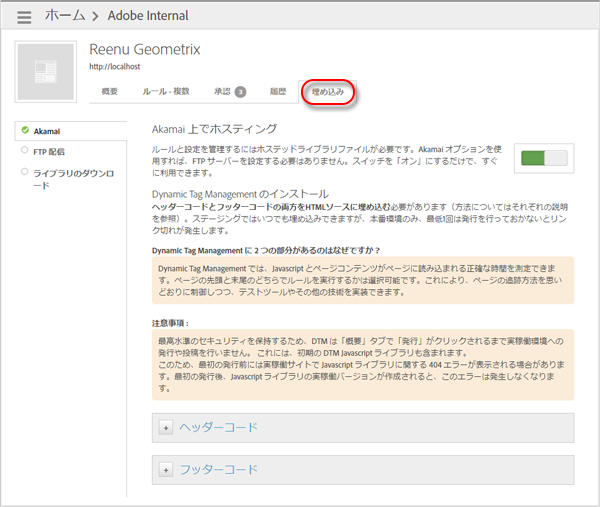 ホーム > Adobe Internal
Reenu Geometrix
http://localhost
概要 ルール - 複数 承認 3 履歴 埋め込み
Akamai
FTP 配信
ライブラリのダウンロ
ード
Akamai 上でホスティング
ルールと設定を管理するにはホステッドライブラリファイルが必要です。Akamai オプションを使
用すれば、FTP サーバーを設定する必要はありません。スイッチを「オン」にするだけで、すぐ
に利用できます。
Dynamic Tag Management のインストール
ヘッダーコードとフッターコードの両方をHTMLソースに埋め込む必要があります（方法についてはそれぞれの説明
を参照）。ステージングではいつでも埋め込みできますが、本番環境のみ、最低1回は発行を行っておかないとリン
ク切れが発生します。
Dynamic Tag Management に 2 つの部分があるのはなぜですか？
Dynamic Tag Management では、Javascript とページコンテンツがページに読み込まれる正確な時間を測定できま
す。ページの先頭と末尾のどちらでルールを実行するかは選択可能です。これにより、ページの追跡方法を思い
どおりに制御しつつ、テストツールやその他の技術を実装できます。
注意事項 :
最高水準のセキュリティを保持するため、DTM は「概要」タブで「発行」がクリックされるまで実稼働環境への
発行や投稿を行いません。 これには、初期の DTM Javascript ライブラリも含まれます。
このため、最初の発行前には実稼働サイトで Javascript ライブラリに関する 404 エラーが表示される場合がありま
す。最初の発行後、Javascript ライブラリの実稼働バージョンが作成されると、このエラーは発生しなくなりま
す。
+ ヘッダーコード
+ フッターコード